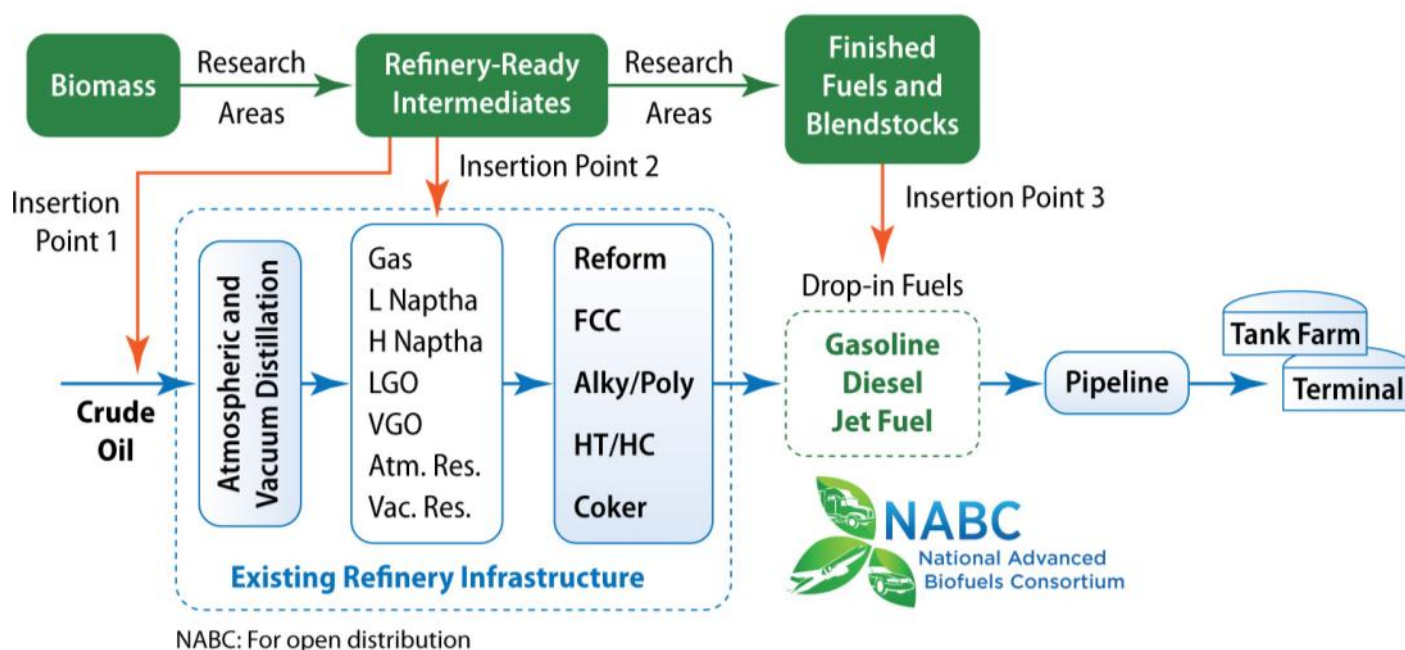 Biomass
Research
Areas
Refinery-Ready
Intermediates
Research
Areas
Finished
Fuels and
Blendstocks
Insertion
Point 1
Insertion Point 2
Insertion Point 3
Crude
Oil
Atmospheric and
Vacuum Distillation
Gas
L Naptha
H Naptha
LGO
VGO
Atm. Res.
Vac. Res.
Reform
FCC
Alky/Poly
HT/HC
Coker
Existing Refinery Infrastructure
Drop-in Fuels
Gasoline
Diesel
Jet Fuel
Pipeline
Tank Farm
Terminal
NABC
National Advanced
Biofuels Consortium
NABC: For open distribution